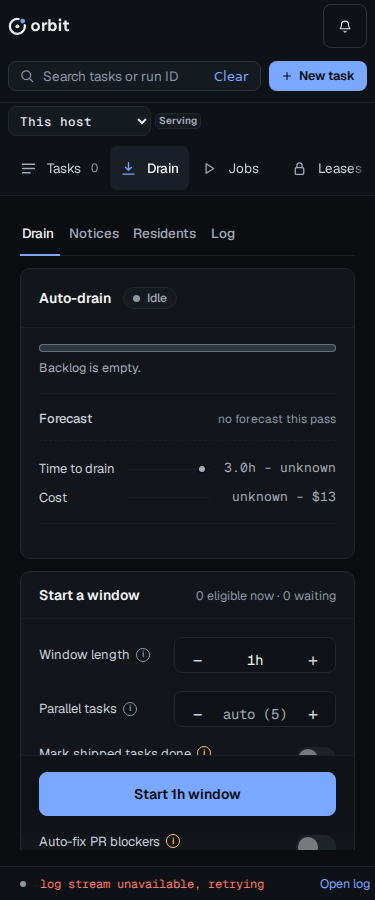 orbit
Search tasks or run ID Clear + New task
This host Serving
Tasks 0 Drain Jobs Leases
Drain Notices Residents Log
Auto-drain Idle
Backlog is empty.
Forecast no forecast this pass
Time to drain 3.0h – unknown
Cost unknown – $13
Start a window 0 eligible now · 0 waiting
Window length − 1h +
Parallel tasks − auto (5) +
Mark shipped tasks done
Start 1h window
Auto-fix PR blockers
log stream unavailable, retrying Open log